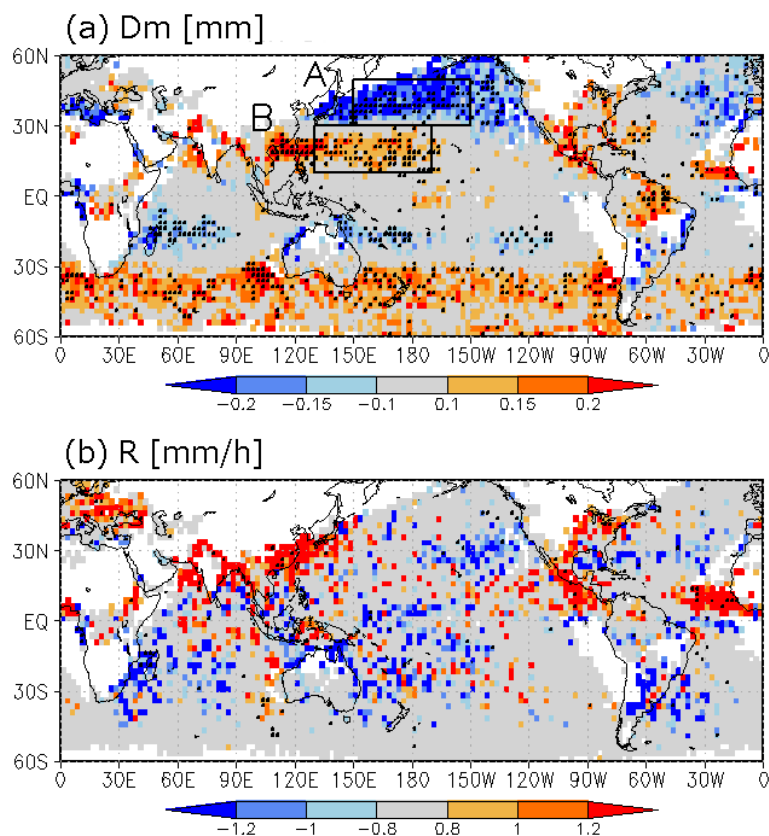 (a) Dm [mm]
60N
A
30N
B
EQ
30S
60S
0 30E 60E 90E 120E 150E 180 150W 120W 90W 60W 30W 0
−0.2 −0.15 −0.1 0.1 0.15 0.2
(b) R [mm/h]
60N
30N
EQ
30S
60S
0 30E 60E 90E 120E 150E 180 150W 120W 90W 60W 30W 0
−1.2 −1 −0.8 0.8 1 1.2